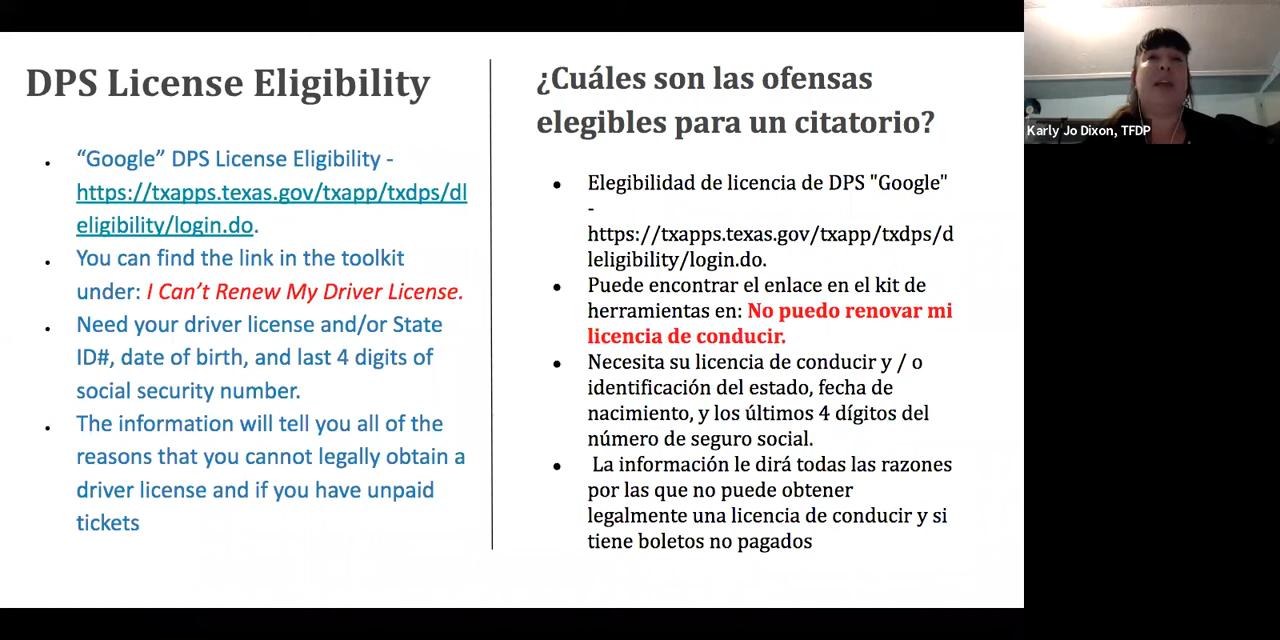 DPS License Eligibility
“Google” DPS License Eligibility -
https://txapps.texas.gov/txapp/txdps/dl
eligibility/login.do.
You can find the link in the toolkit
under: I Can’t Renew My Driver License.
Need your driver license and/or State
ID#, date of birth, and last 4 digits of
social security number.
The information will tell you all of the
reasons that you cannot legally obtain a
driver license and if you have unpaid
tickets
¿Cuáles son las ofensas
elegibles para un citatorio?
Elegibilidad de licencia de DPS "Google"
-
https://txapps.texas.gov/txapp/txdps/d
leligibility/login.do.
Puede encontrar el enlace en el kit de
herramientas en: No puedo renovar mi
licencia de conducir.
Necesita su licencia de conducir y / o
identificación del estado, fecha de
nacimiento, y los últimos 4 dígitos del
número de seguro social.
La información le dirá todas las razones
por las que no puede obtener
legalmente una licencia de conducir y si
tiene boletos no pagados
Karly Jo Dixon, TFDP